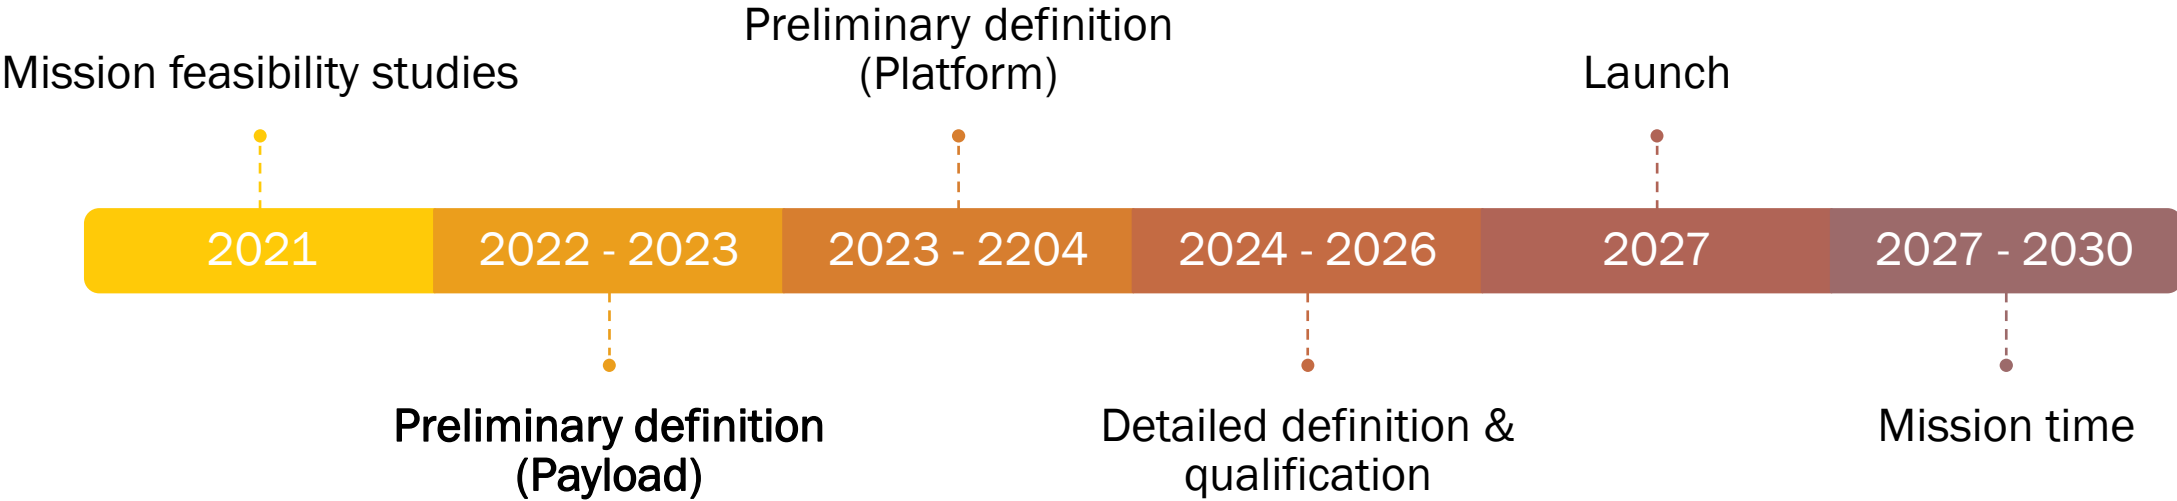 Mission feasibility studies
Preliminary definition
(Platform)
Launch
2021
2022 - 2023
2023 - 2204
2024 - 2026
2027
2027 - 2030
Preliminary definition
(Payload)
Detailed definition &
qualification
Mission time